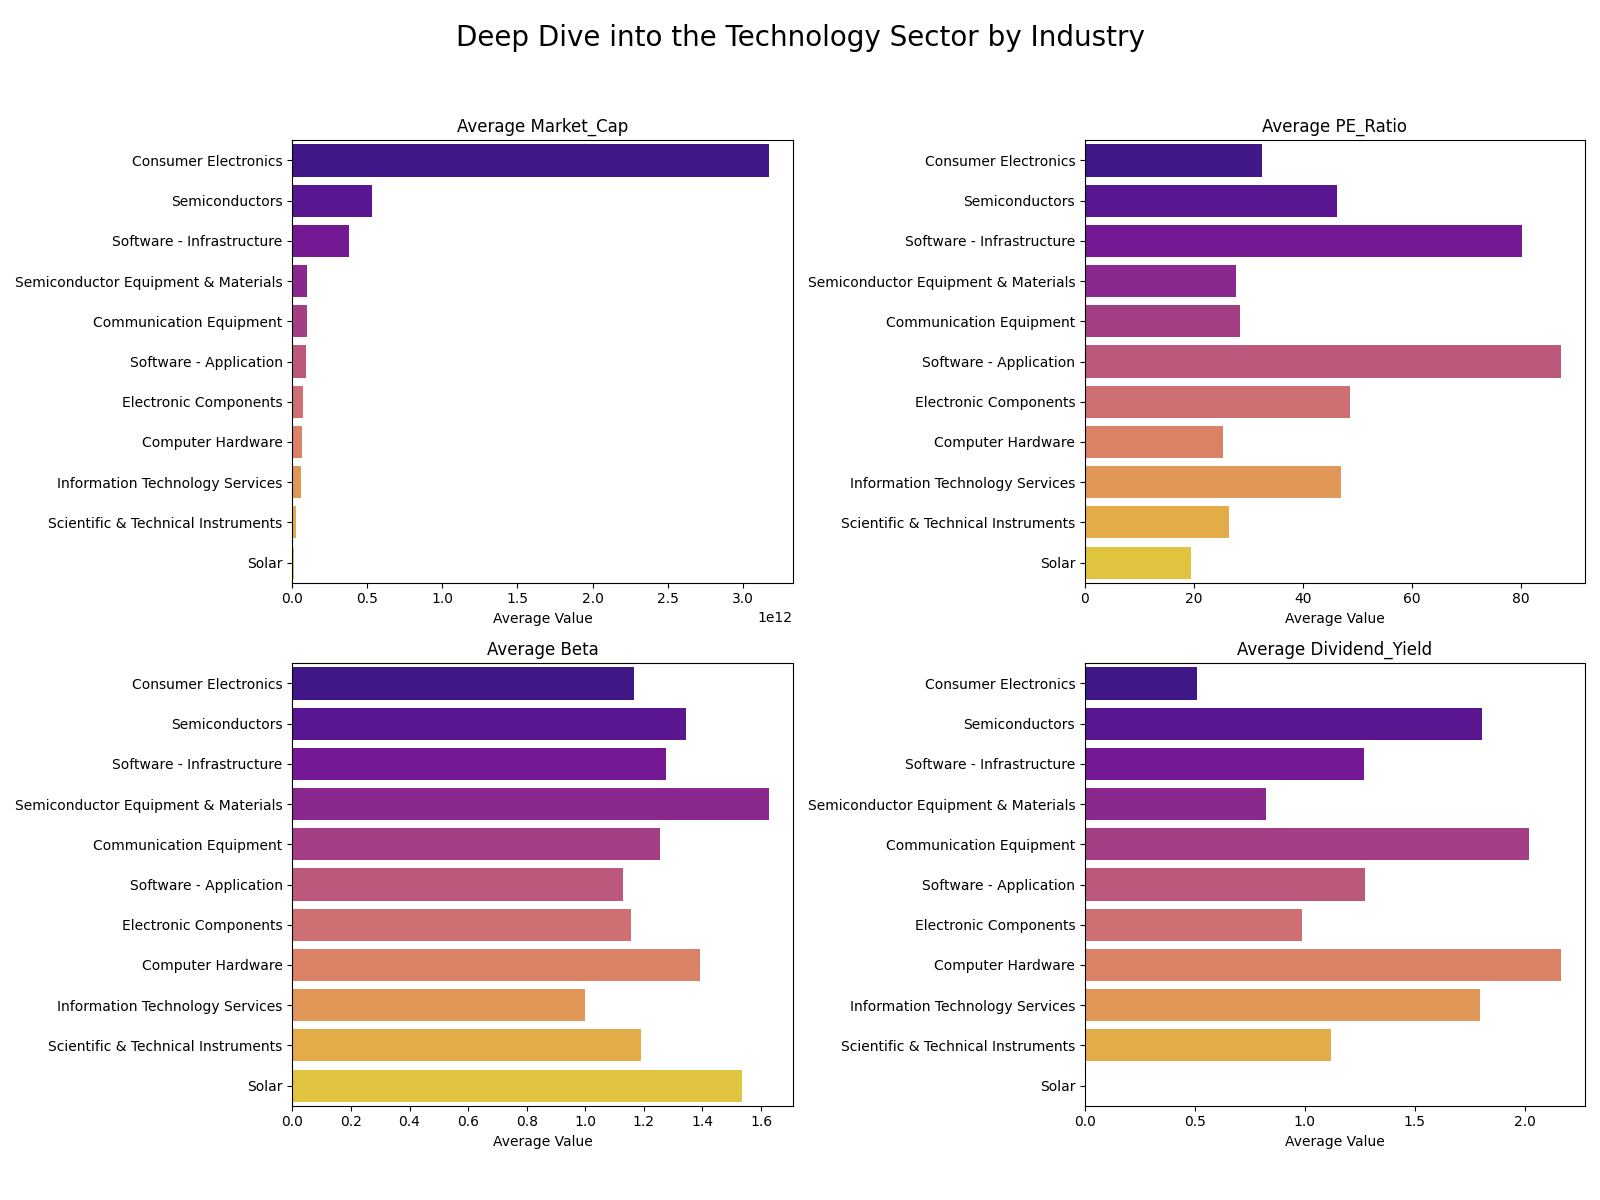 Deep Dive into the Technology Sector by Industry
Average Market_Cap
Consumer Electronics
Semiconductors
Software - Infrastructure
Semiconductor Equipment & Materials
Communication Equipment
Software - Application
Electronic Components
Computer Hardware
Information Technology Services
Scientific & Technical Instruments
Solar
0.0 0.5 1.0 1.5 2.0 2.5 3.0
1e12
Average Value
Average PE_Ratio
Consumer Electronics
Semiconductors
Software - Infrastructure
Semiconductor Equipment & Materials
Communication Equipment
Software - Application
Electronic Components
Computer Hardware
Information Technology Services
Scientific & Technical Instruments
Solar
0 20 40 60 80
Average Value
Average Beta
Consumer Electronics
Semiconductors
Software - Infrastructure
Semiconductor Equipment & Materials
Communication Equipment
Software - Application
Electronic Components
Computer Hardware
Information Technology Services
Scientific & Technical Instruments
Solar
0.0 0.2 0.4 0.6 0.8 1.0 1.2 1.4 1.6
Average Value
Average Dividend_Yield
Consumer Electronics
Semiconductors
Software - Infrastructure
Semiconductor Equipment & Materials
Communication Equipment
Software - Application
Electronic Components
Computer Hardware
Information Technology Services
Scientific & Technical Instruments
Solar
0.0 0.5 1.0 1.5 2.0
Average Value